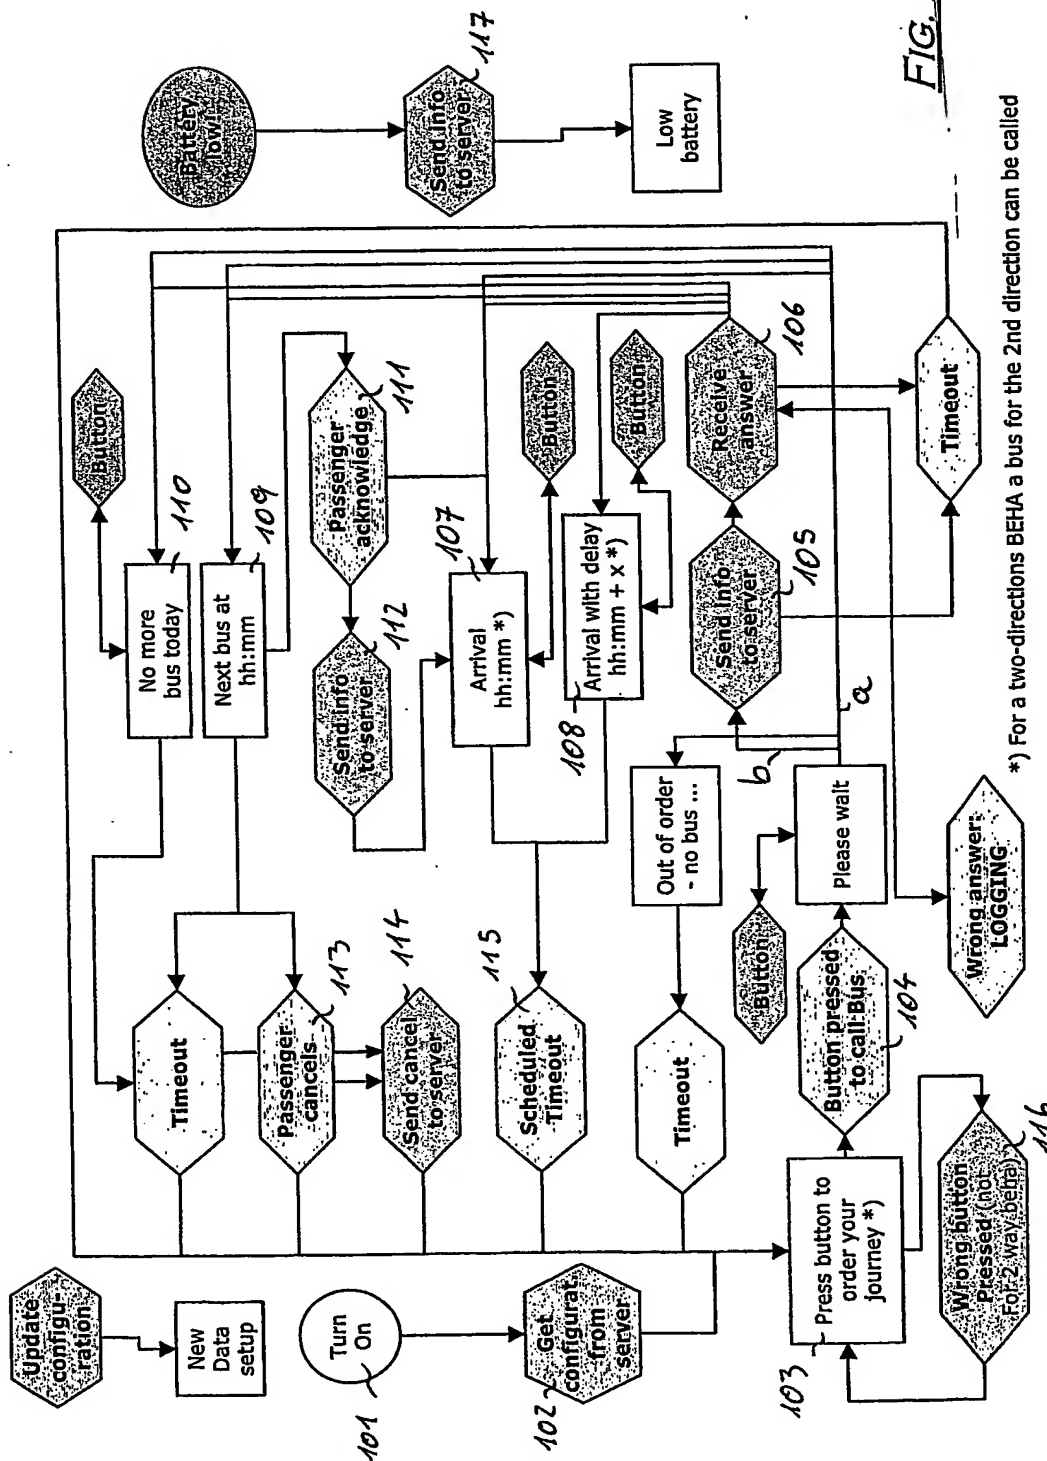 Update
configu-
ration
New
Data
setup
Turn
On
101
Get
configurat.
from
server
102
Press button to
order your
journey *)
103
Wrong button
Pressed (not
For 2 way beha)
116
Timeout
Passenger
cancels
113
Send cancel
to server
114
Scheduled
Timeout
115
Timeout
Button pressed
to call Bus
104
Wrong answer:
LOGGING
Button
Please wait
Out of order
- no bus ...
a
b
No more
bus today
110
Button
Next bus at
hh:mm
109
Passenger
acknowledge
111
Send info
to server
112
Arrival
hh:mm *)
107
Button
Arrival with delay
hh:mm + x *)
108
Button
Send info
to server
105
Receive
answer
106
Timeout
Battery
low!
Send info
to server
117
Low
battery
FIG.
*) For a two-directions BEHA a bus for the 2nd direction can be called